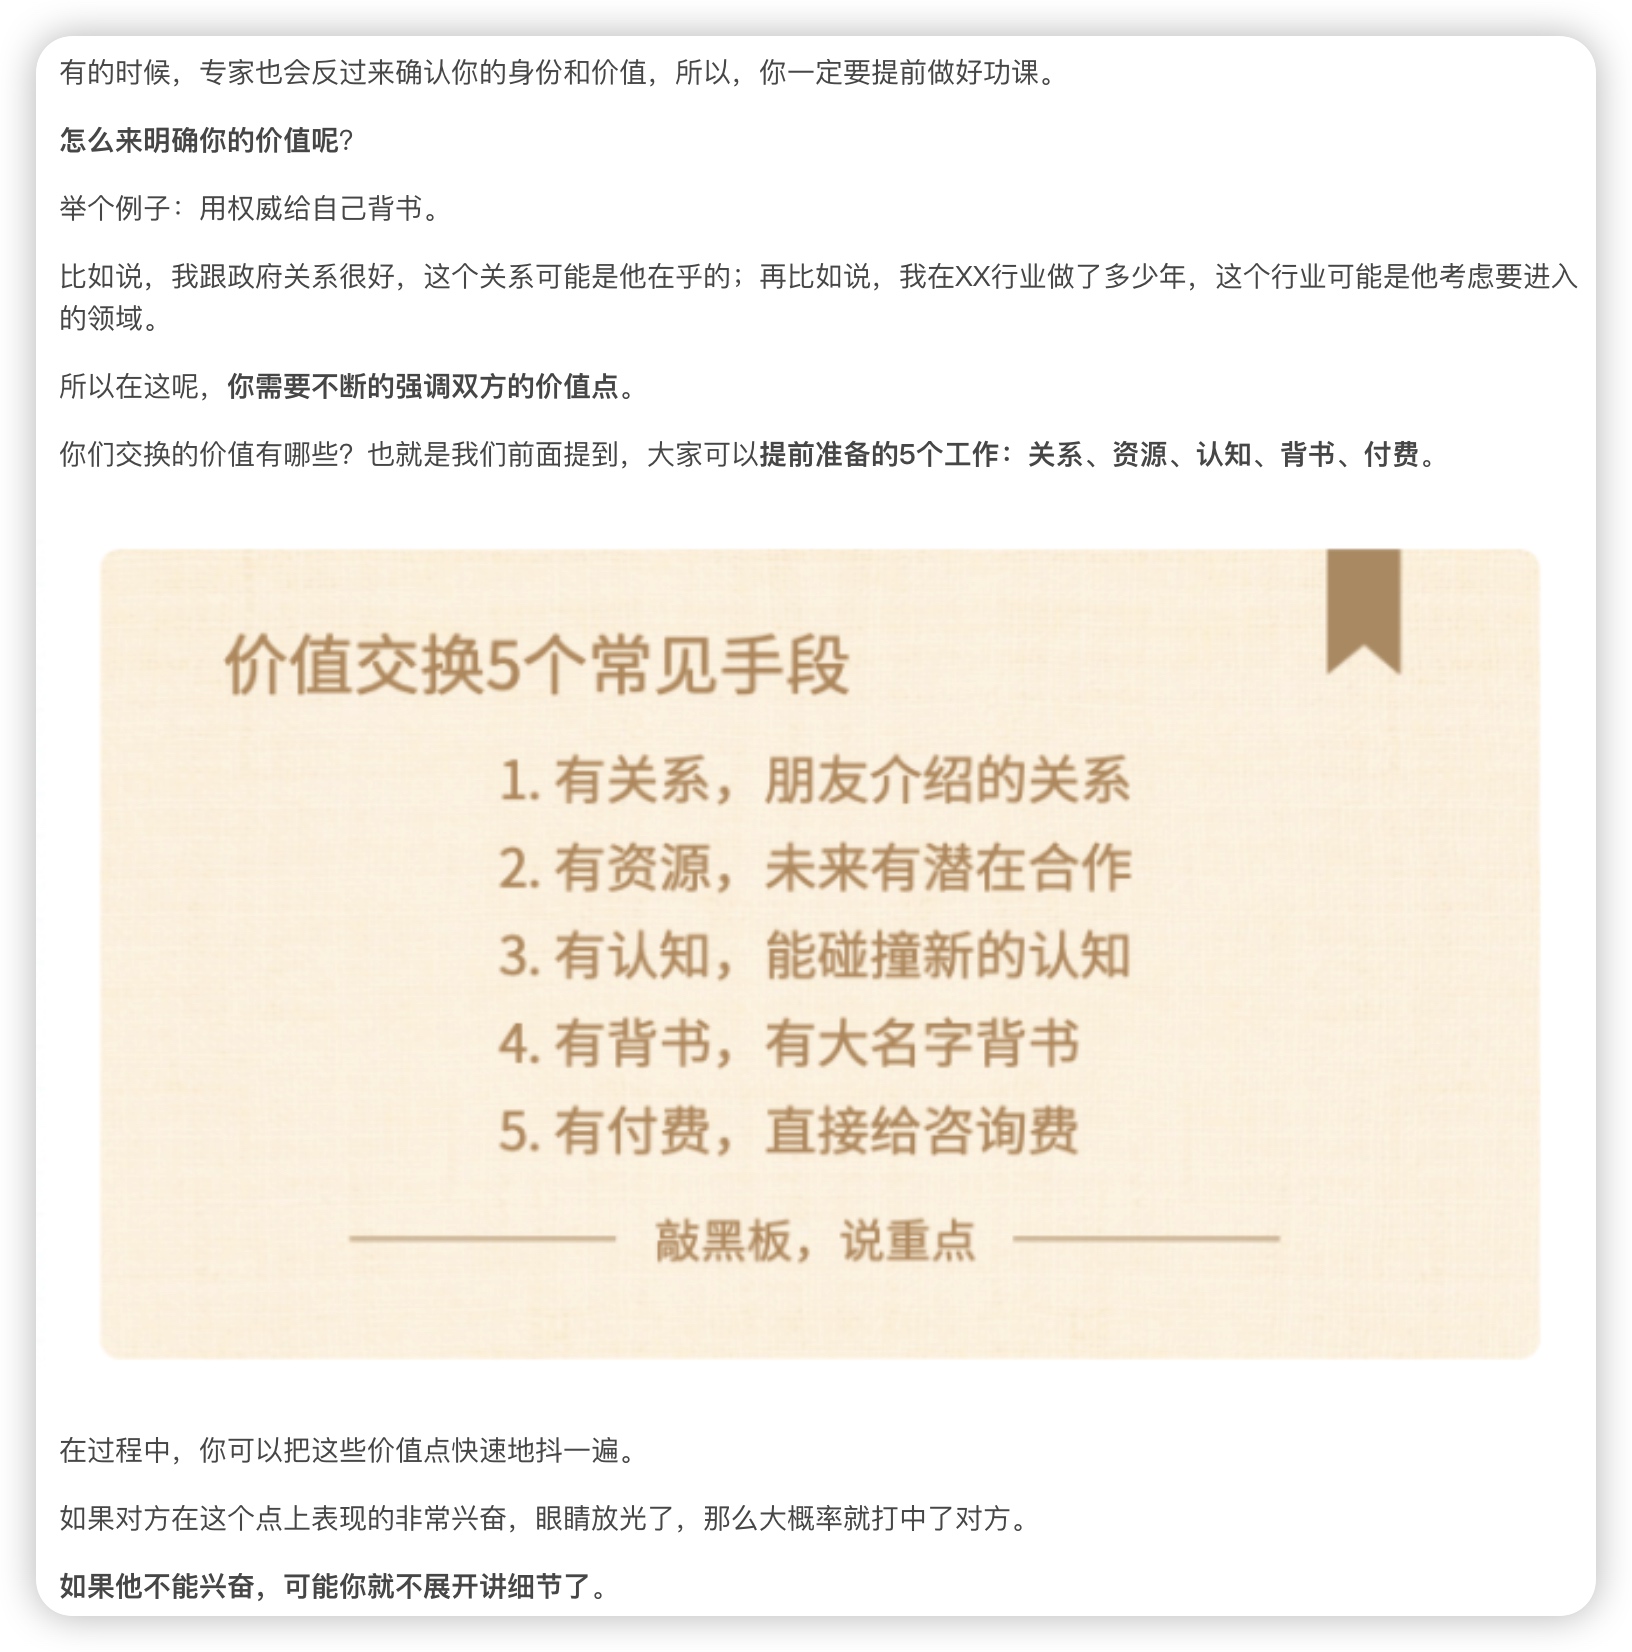 有的时候，专家也会反过来确认你的身份和价值，所以，你一定要提前做好功课。
怎么来明确你的价值呢？
举个例子：用权威给自己背书。
比如说，我跟政府关系很好，这个关系可能是他在乎的；再比如说，我在XX行业做了多少年，这个行业可能是他考虑要进入
的领域。
所以在这呢，你需要不断的强调双方的价值点。
你们交换的价值有哪些？也就是我们前面提到，大家可以提前准备的5个工作：关系、资源、认知、背书、付费。
价值交换5个常见手段
1. 有关系，朋友介绍的关系
2. 有资源，未来有潜在合作
3. 有认知，能碰撞新的认知
4. 有背书，有大名字背书
5. 有付费，直接给咨询费
敲黑板，说重点
在过程中，你可以把这些价值点快速地抖一遍。
如果对方在这个点上表现的非常兴奋，眼睛放光了，那么大概率就打中了对方。
如果他不能兴奋，可能你就不展开讲细节了。